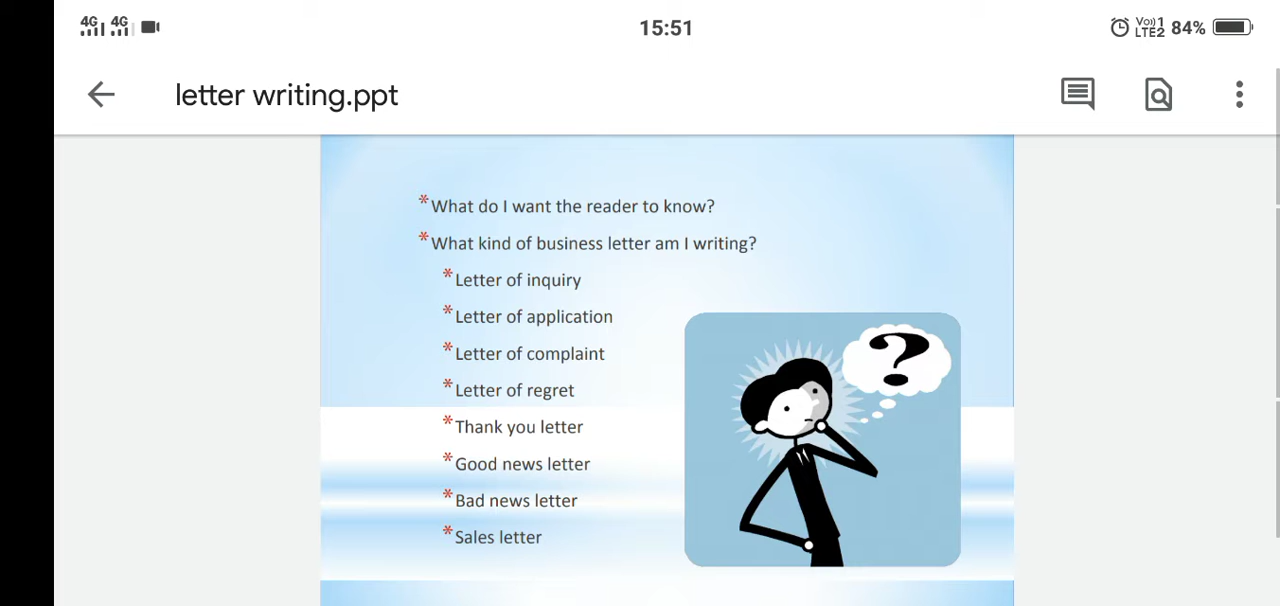 4G 4G 15:51 Vo)) 1 LTE2 84%
letter writing.ppt
*What do I want the reader to know?
*What kind of business letter am I writing?
*Letter of inquiry
*Letter of application
*Letter of complaint
*Letter of regret
*Thank you letter
*Good news letter
*Bad news letter
*Sales letter
?